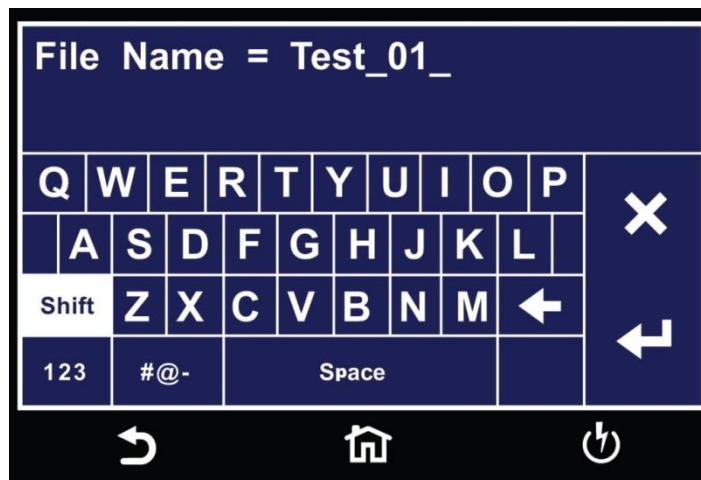 File Name = Test_01_
Q W E R T Y U I O P
A S D F G H J K L
Shift Z X C V B N M
123 #@- Space